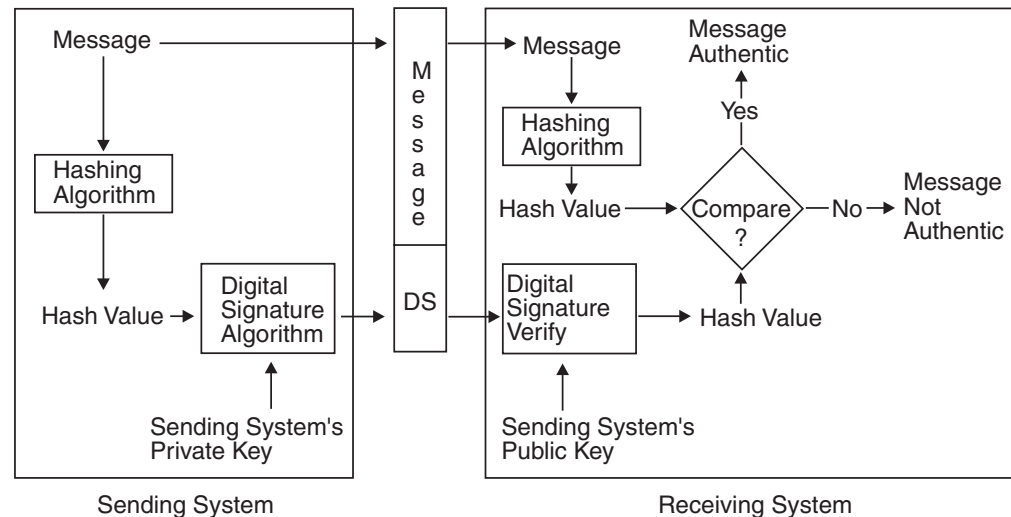 Message
Hashing
Algorithm
Hash Value
Digital
Signature
Algorithm
Sending System's
Private Key
Sending System
Message
DS
Message
Hashing
Algorithm
Hash Value
Digital
Signature
Verify
Sending System's
Public Key
Hash Value
Compare
?
Yes
Message
Authentic
No
Message
Not
Authentic
Receiving System